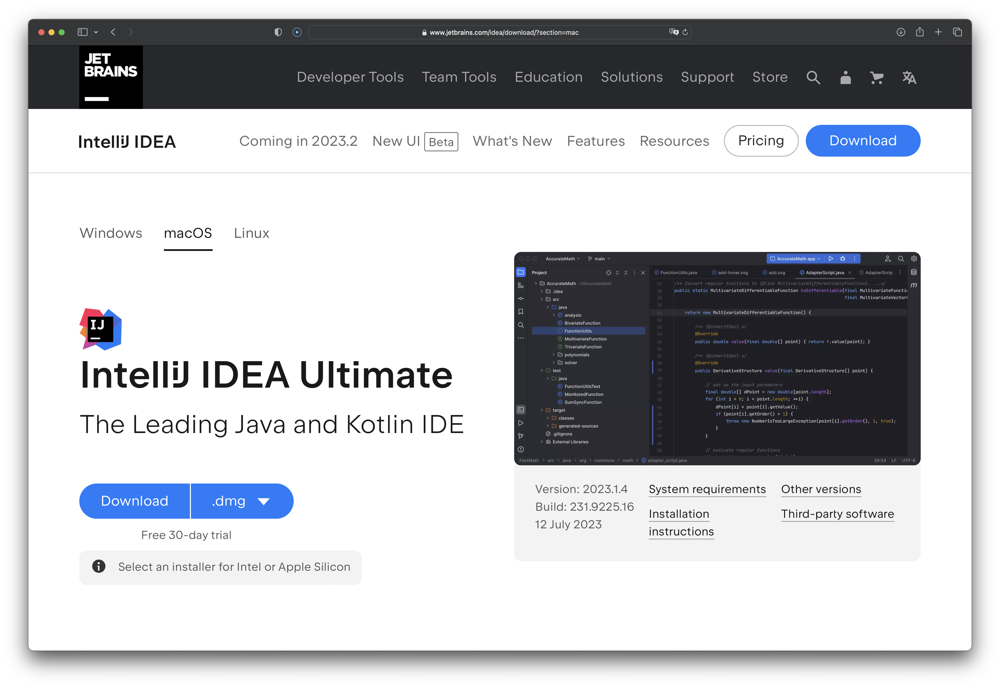 www.jetbrains.com/idea/download/?section=mac
JET
BRAINS
Developer Tools Team Tools Education Solutions Support Store
IntelliJ IDEA Coming in 2023.2 New UI Beta What's New Features Resources Pricing Download
Windows macOS Linux
IJ
IntelliJ IDEA Ultimate
The Leading Java and Kotlin IDE
Download .dmg
Free 30-day trial
Select an installer for Intel or Apple Silicon
AccurateMath main AccurateMath app
Project
AccurateMath ~/AccurateMath
.idea
src
java
analysis
BivariateFunction
FunctionUtils
MultivariateFunction
TrivariateFunction
polynomials
solver
test
java
FunctionUtilsTest
MonitoredFunction
SumSyncFunction
target
classes
generated-sources
.gitignore
External Libraries
FunctionUtils.java add-hover.svg add.svg AdapterScript.java AdapterScrip
m
27 /** Convert regular functions to {@link MultivariateDifferentiableFunction}. ...*/
28 public static MultivariateDifferentiableFunction toDifferentiable(final MultivariateFuncti
29 final MultivariateVector
30
31 return new MultivariateDifferentiableFunction() {
32
33 /** {@inheritDoc} */
34 @Override
35 public double value(final double[] point) { return f.value(point); }
36
37 /** {@inheritDoc} */
38 @Override
39 public DerivativeStructure value(final DerivativeStructure[] point) {
40
41 // set up the input parameters
42 final double[] dPoint = new double[point.length];
43 for (int i = 0; i < point.length; ++i) {
44 dPoint[i] = point[i].getValue();
45 if (point[i].getOrder() > 1) {
46 throw new NumberIsTooLargeException(point[i].getOrder(), 1, true);
47 }
48 }
49
50 // evaluate regular functions
FastMath > src > java > org > commons > math > adapter_script.java 39:34 LF UTF-8
Version: 2023.1.4
Build: 231.9225.16
12 July 2023
System requirements
Installation
instructions
Other versions
Third-party software